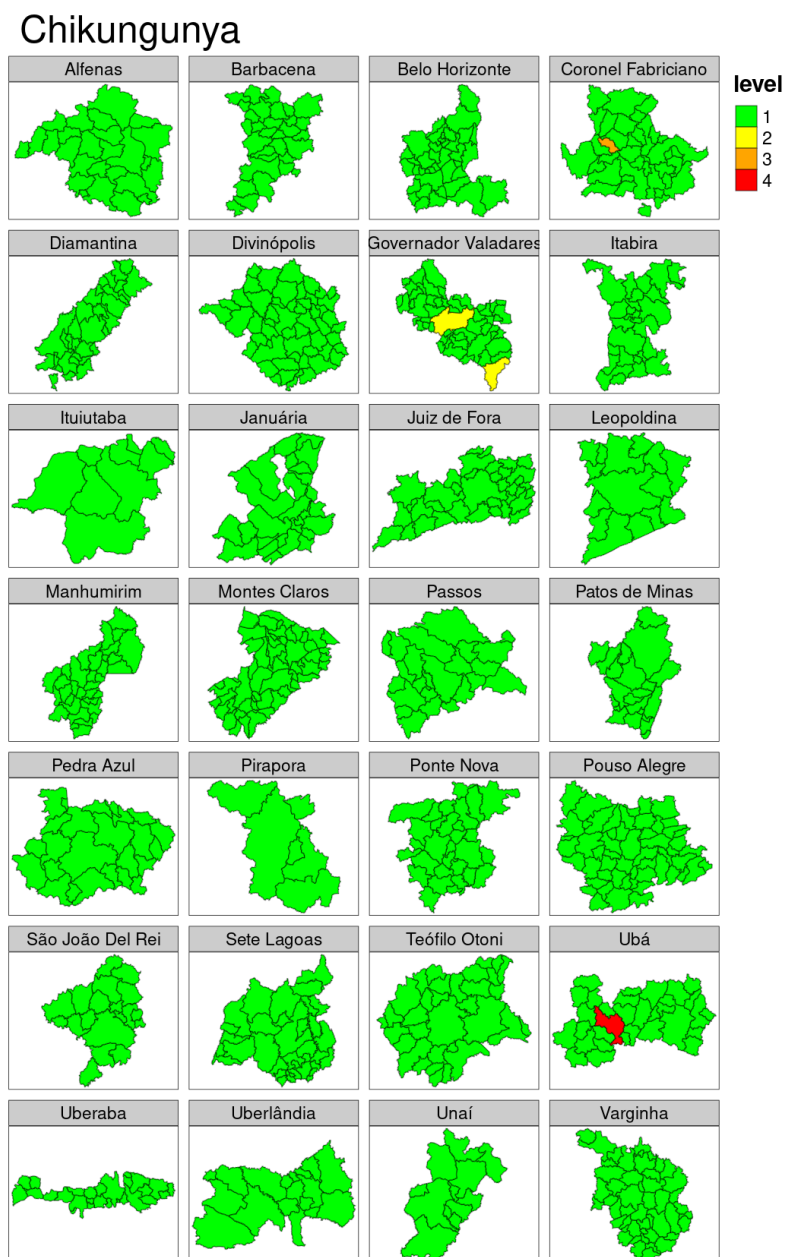 Chikungunya
Alfenas
Barbacena
Belo Horizonte
Coronel Fabriciano
level
1
2
3
4
Diamantina
Divinópolis
Governador Valadares
Itabira
Ituiutaba
Januária
Juiz de Fora
Leopoldina
Manhumirim
Montes Claros
Passos
Patos de Minas
Pedra Azul
Pirapora
Ponte Nova
Pouso Alegre
São João Del Rei
Sete Lagoas
Teófilo Otoni
Ubá
Uberaba
Uberlândia
Unaí
Varginha